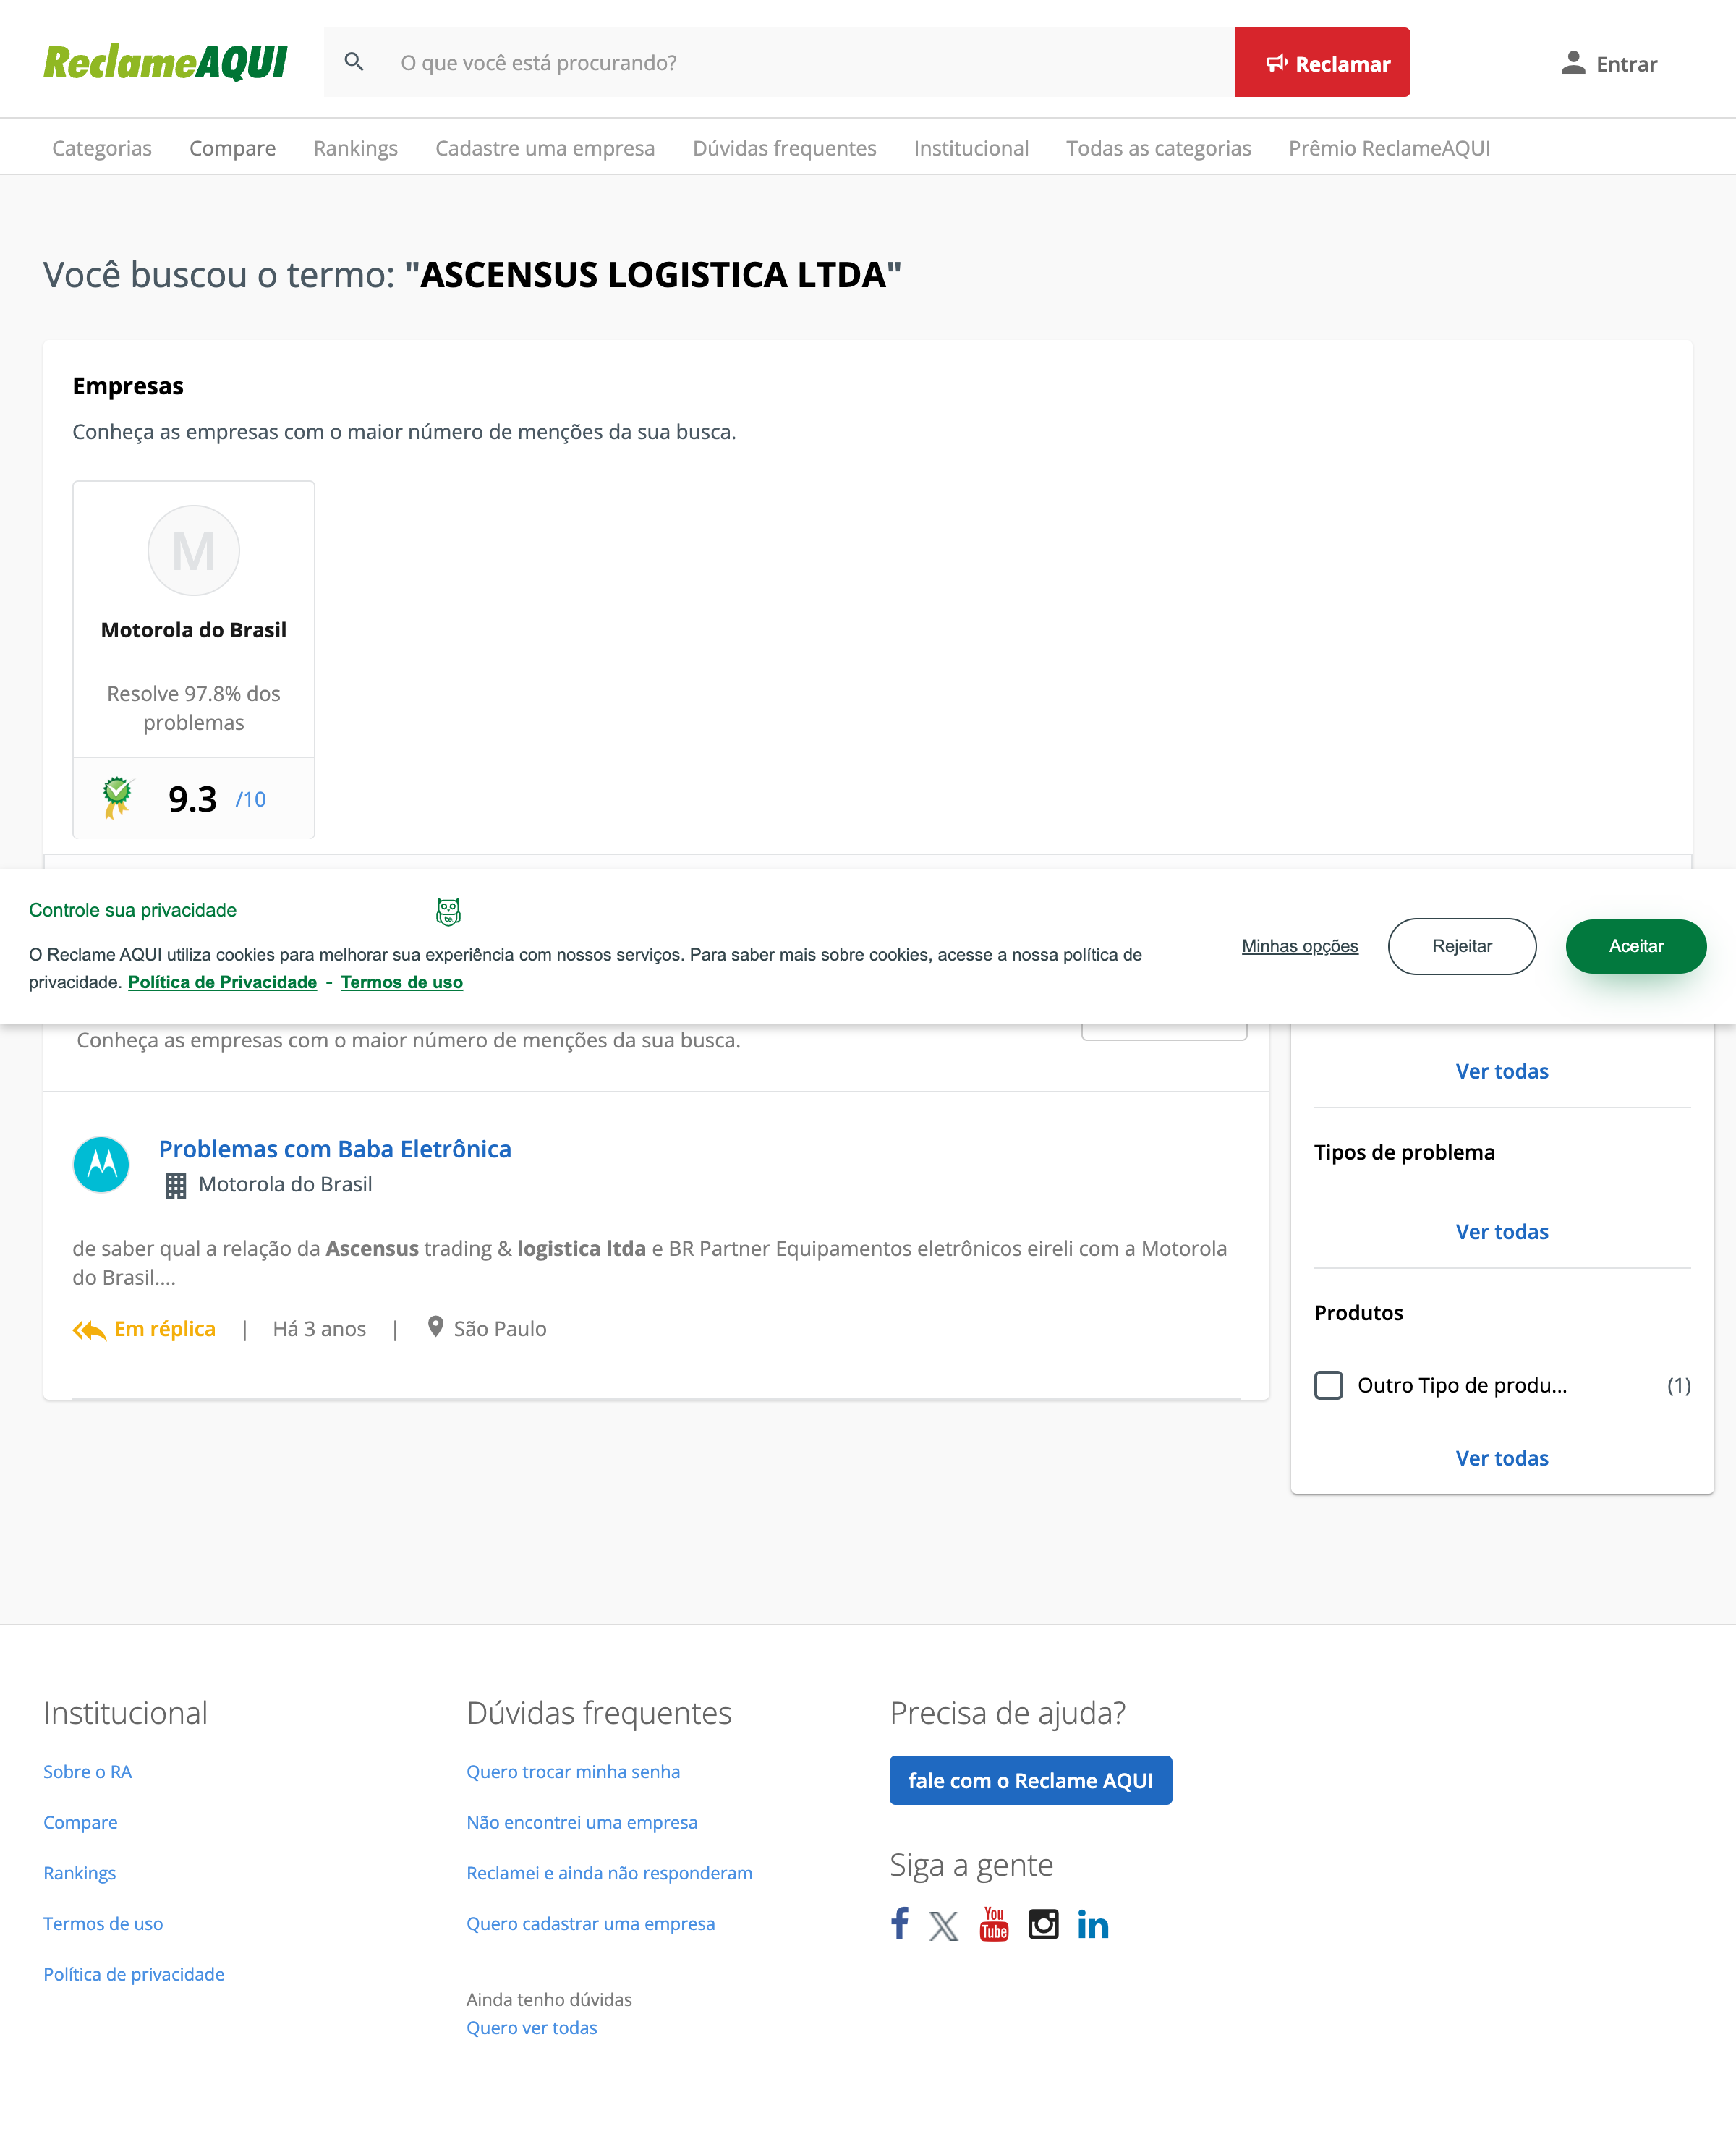 ReclameAQUI
O que você está procurando?
Reclamar
Entrar
Categorias Compare Rankings Cadastre uma empresa Dúvidas frequentes Institucional Todas as categorias Prêmio ReclameAQUI
Você buscou o termo: "ASCENSUS LOGISTICA LTDA"
Empresas
Conheça as empresas com o maior número de menções da sua busca.
M
Motorola do Brasil
Resolve 97.8% dos
problemas
9.3 /10
Controle sua privacidade
O Reclame AQUI utiliza cookies para melhorar sua experiência com nossos serviços. Para saber mais sobre cookies, acesse a nossa política de
privacidade. Política de Privacidade - Termos de uso
Minhas opções
Rejeitar
Aceitar
Conheça as empresas com o maior número de menções da sua busca.
Problemas com Baba Eletrônica
Motorola do Brasil
de saber qual a relação da Ascensus trading & logistica ltda e BR Partner Equipamentos eletrônicos eireli com a Motorola
do Brasil....
Em réplica | Há 3 anos | São Paulo
Ver todas
Tipos de problema
Ver todas
Produtos
Outro Tipo de produ... (1)
Ver todas
Institucional
Sobre o RA
Compare
Rankings
Termos de uso
Política de privacidade
Dúvidas frequentes
Quero trocar minha senha
Não encontrei uma empresa
Reclamei e ainda não responderam
Quero cadastrar uma empresa
Ainda tenho dúvidas
Quero ver todas
Precisa de ajuda?
fale com o Reclame AQUI
Siga a gente
You
Tube